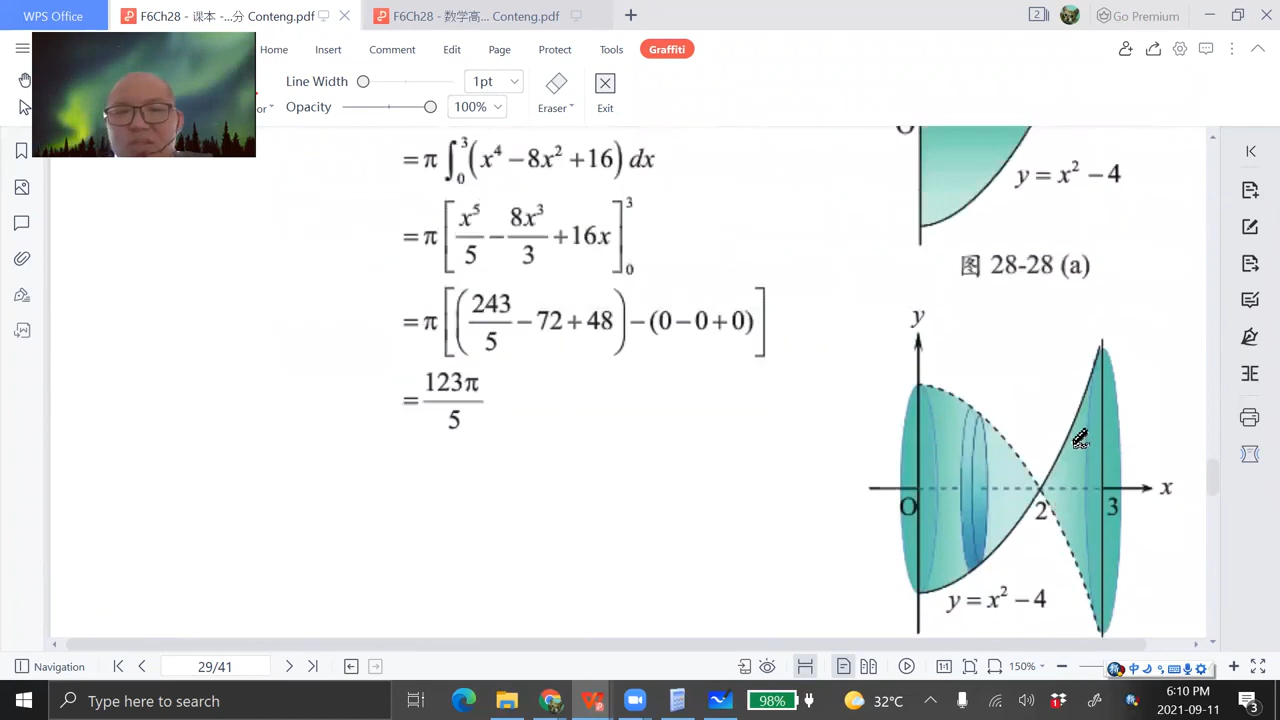 WPS Office
F6Ch28 - 课本 -...分 Conteng.pdf
F6Ch28 - 数学高... Conteng.pdf
Go Premium
Home Insert Comment Edit Page Protect Tools Graffiti
Line Width 1pt
Opacity 100%
Eraser
Exit
= π ∫₀³ (x⁴ − 8x² + 16) dx
= π [ x⁵/5 − 8x³/3 + 16x ]₀³
= π [ ( 243/5 − 72 + 48 ) − (0 − 0 + 0) ]
= 123π/5
O
y = x² − 4
图 28-28 (a)
y
O 2 3 x
y = x² − 4
Navigation
29/41
1:1
150%
中
Type here to search
98%
32°C
6:10 PM
2021-09-11
3